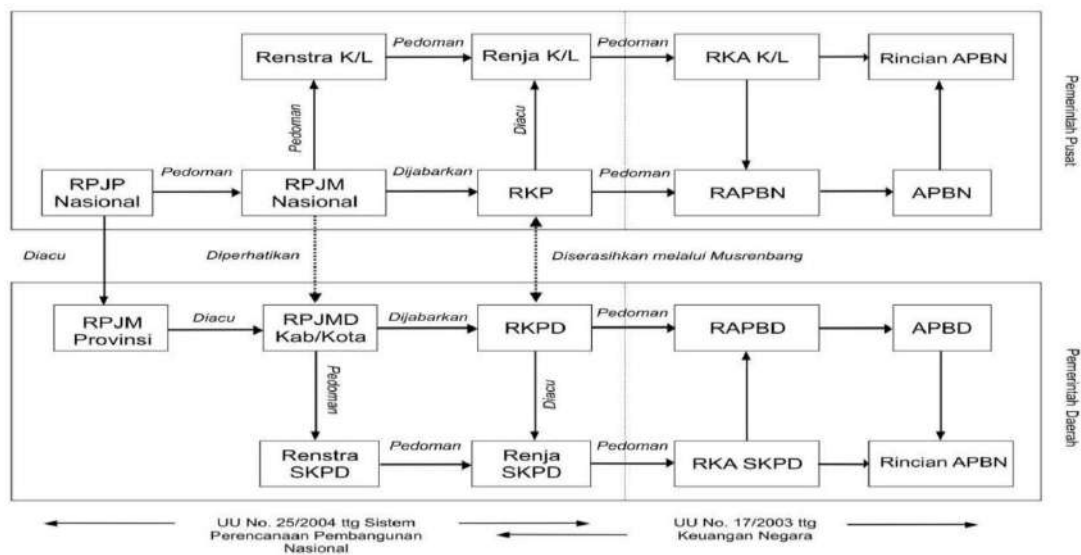 Pedoman
Pedoman
Renstra K/L
Renja K/L
RKA K/L
Rincian APBN
Pedoman
Diacu
Pemerintah Pusat
RPJP
Nasional
Pedoman
RPJM
Nasional
Dijabarkan
RKP
Pedoman
RAPBN
APBN
Diacu
Diperhatikan
Diserasihkan melalui Musrenbang
RPJM
Provinsi
Diacu
RPJMD
Kab/Kota
Dijabarkan
RKPD
Pedoman
RAPBD
APBD
Pedoman
Diacu
Pemerintah Daerah
Renstra
SKPD
Pedoman
Renja
SKPD
Pedoman
RKA SKPD
Rincian APBN
UU No. 25/2004 ttg Sistem
Perencanaan Pembangunan
Nasional
UU No. 17/2003 ttg
Keuangan Negara